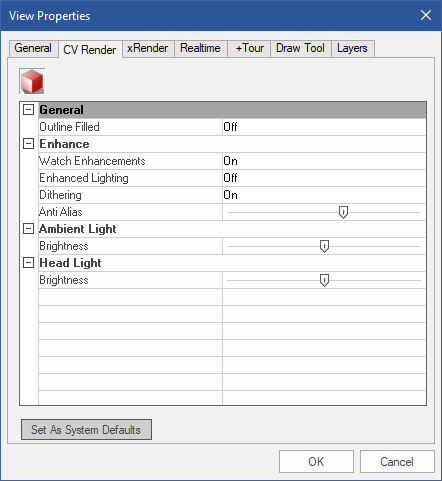 View Properties
General CV Render xRender Realtime +Tour Draw Tool Layers
General
Outline Filled Off
Enhance
Watch Enhancements On
Enhanced Lighting Off
Dithering On
Anti Alias
Ambient Light
Brightness
Head Light
Brightness
Set As System Defaults
OK Cancel